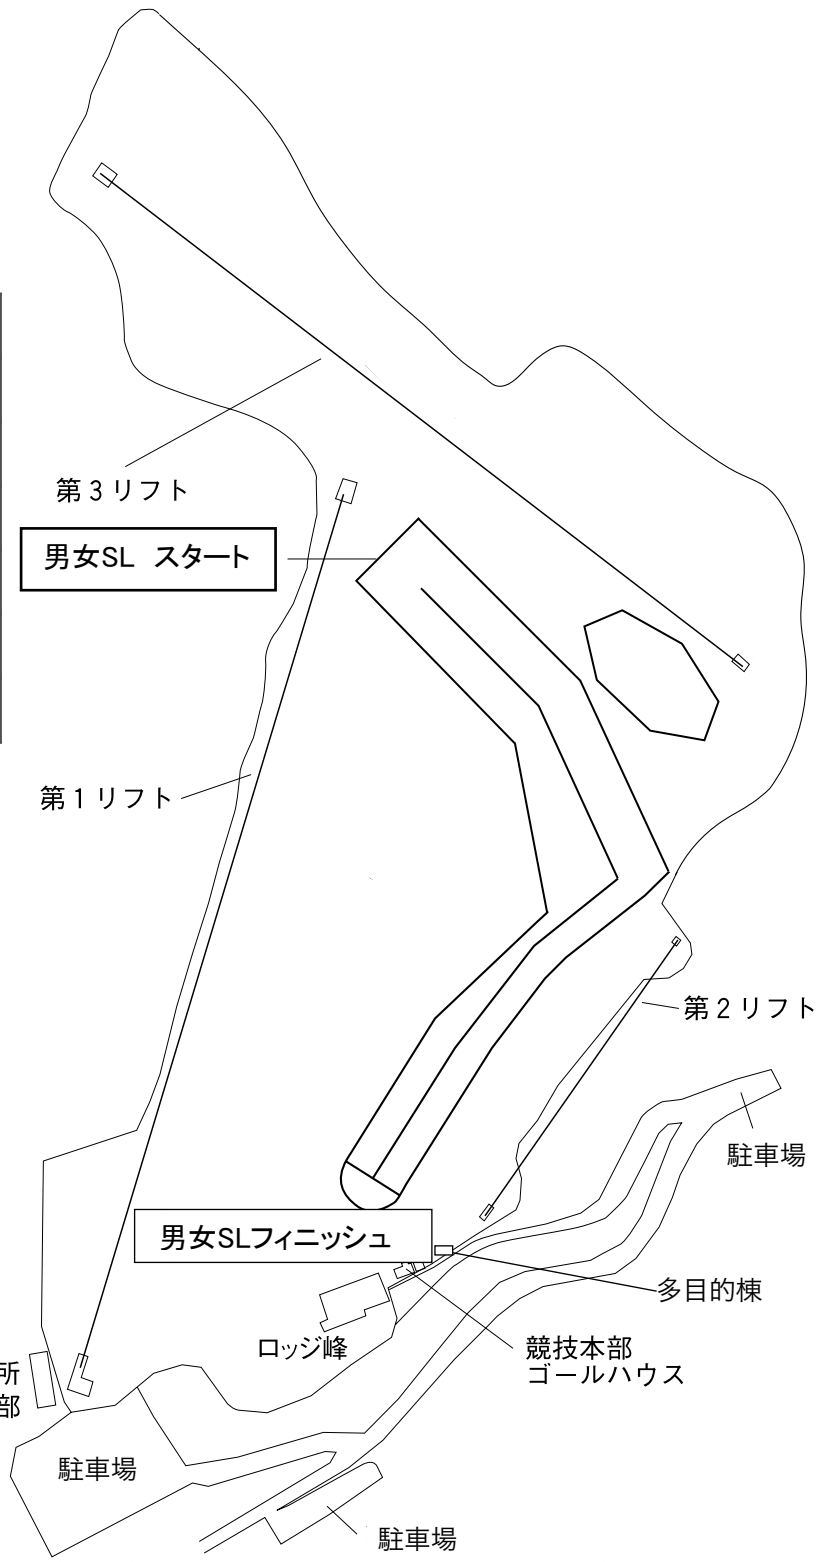 第3リフト
男女SL スタート
第1リフト
第2リフト
駐車場
男女SLフィニッシュ
多目的棟
ロッジ峰
競技本部
ゴールハウス
所
部
駐車場
駐車場